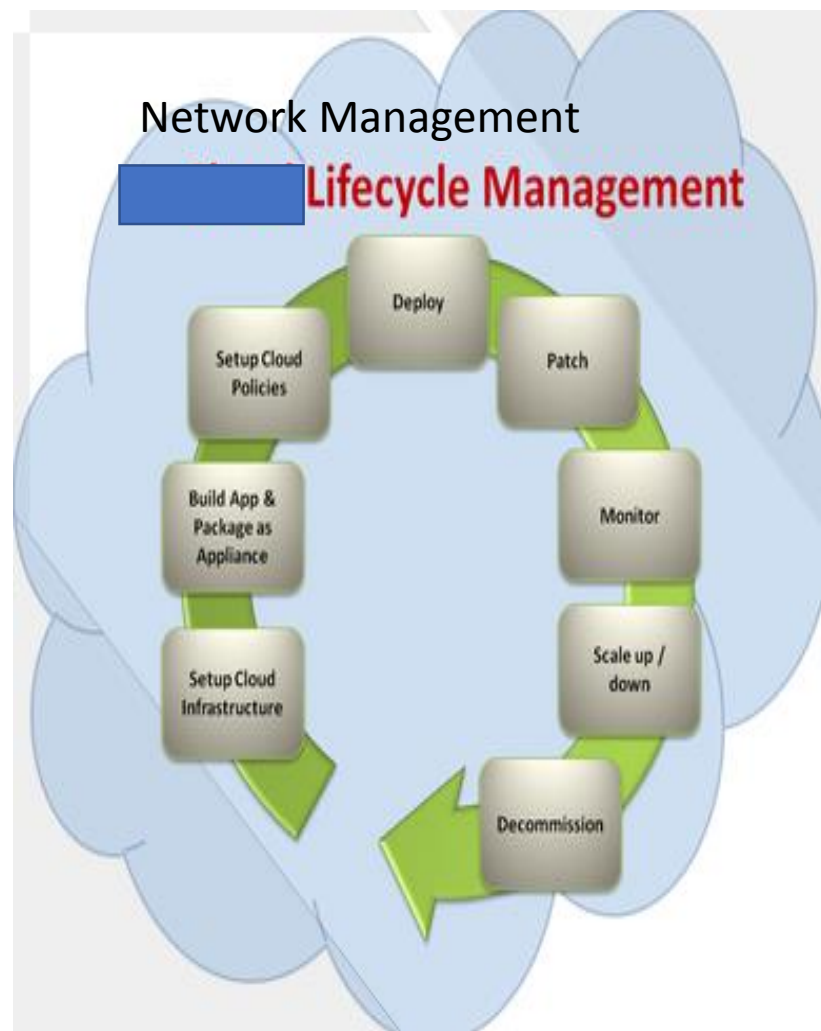 Network Management
Lifecycle Management
Deploy
Setup Cloud
Policies
Patch
Build App &
Package as
Appliance
Monitor
Setup Cloud
Infrastructure
Scale up /
down
Decommission